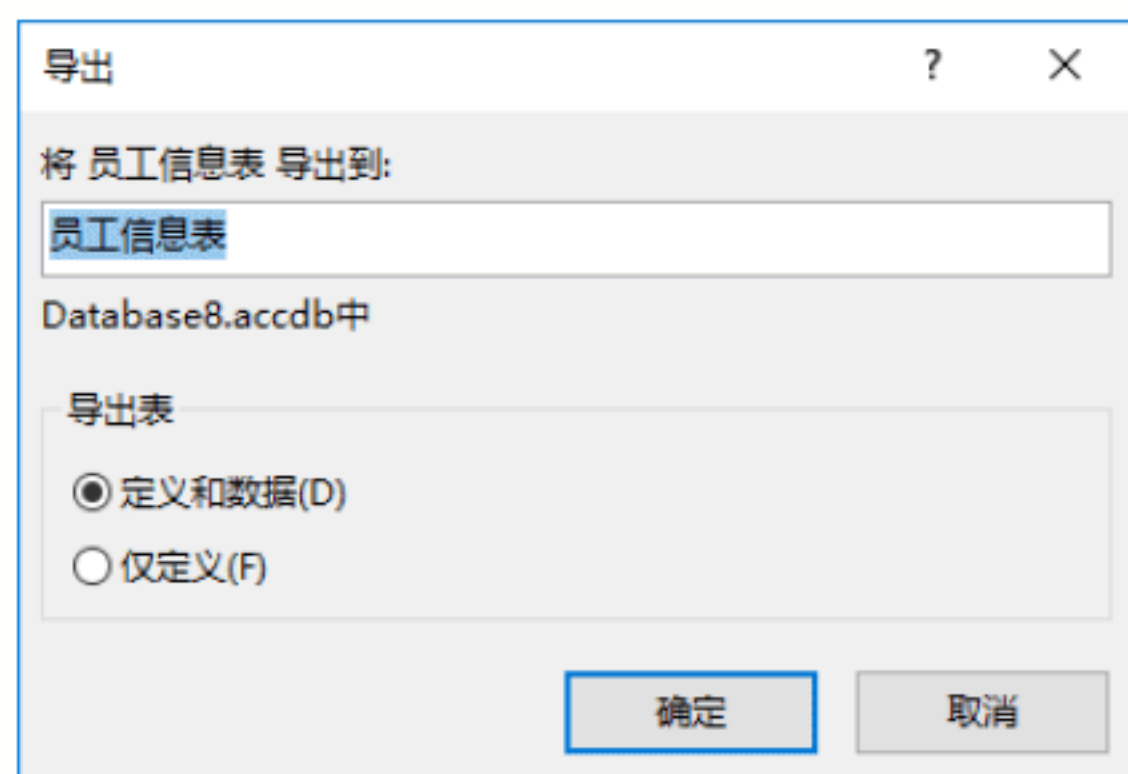 导出 ?
将 员工信息表 导出到:
员工信息表
Database8.accdb中
导出表
定义和数据(D)
仅定义(F)
确定 取消